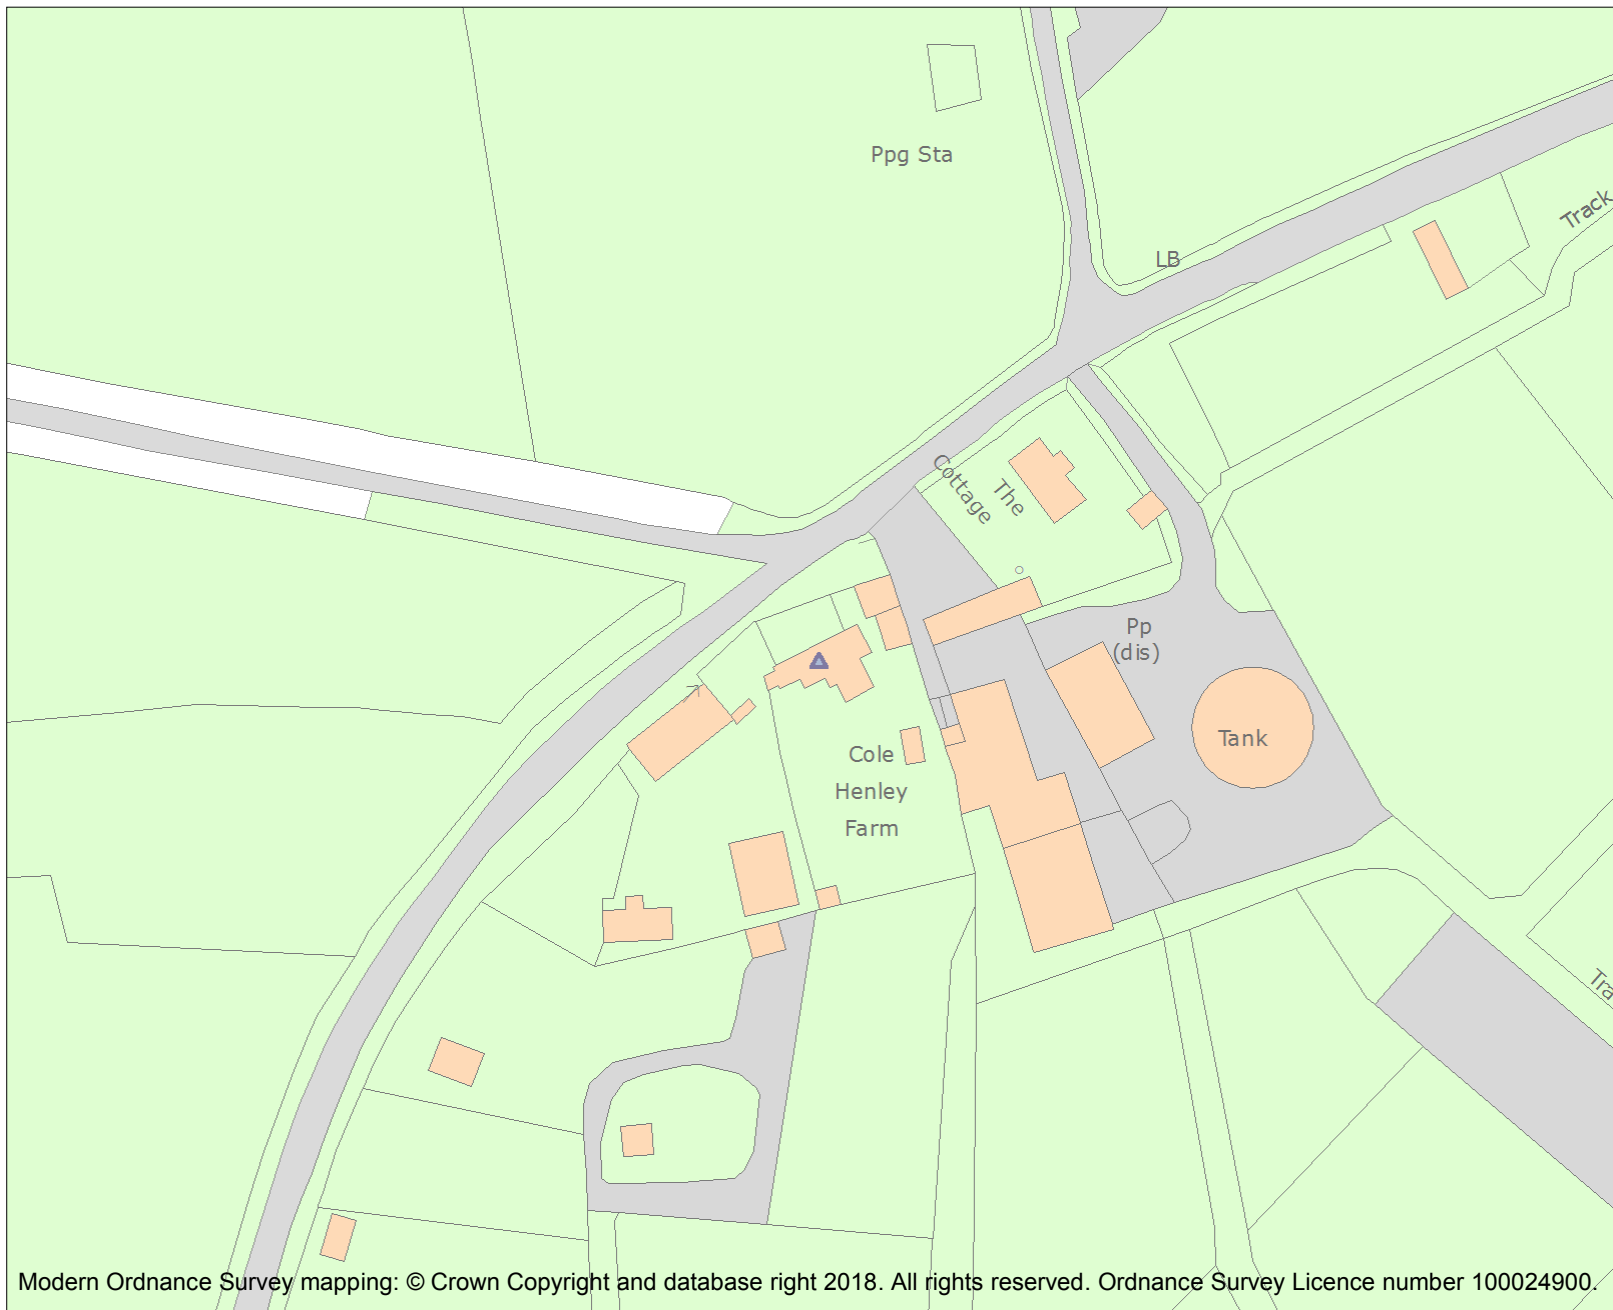 Ppg Sta
Track
LB
The
Cottage
Pp
(dis)
Tank
Cole
Henley
Farm
Modern Ordnance Survey mapping: © Crown Copyright and database right 2018. All rights reserved. Ordnance Survey Licence number 100024900.